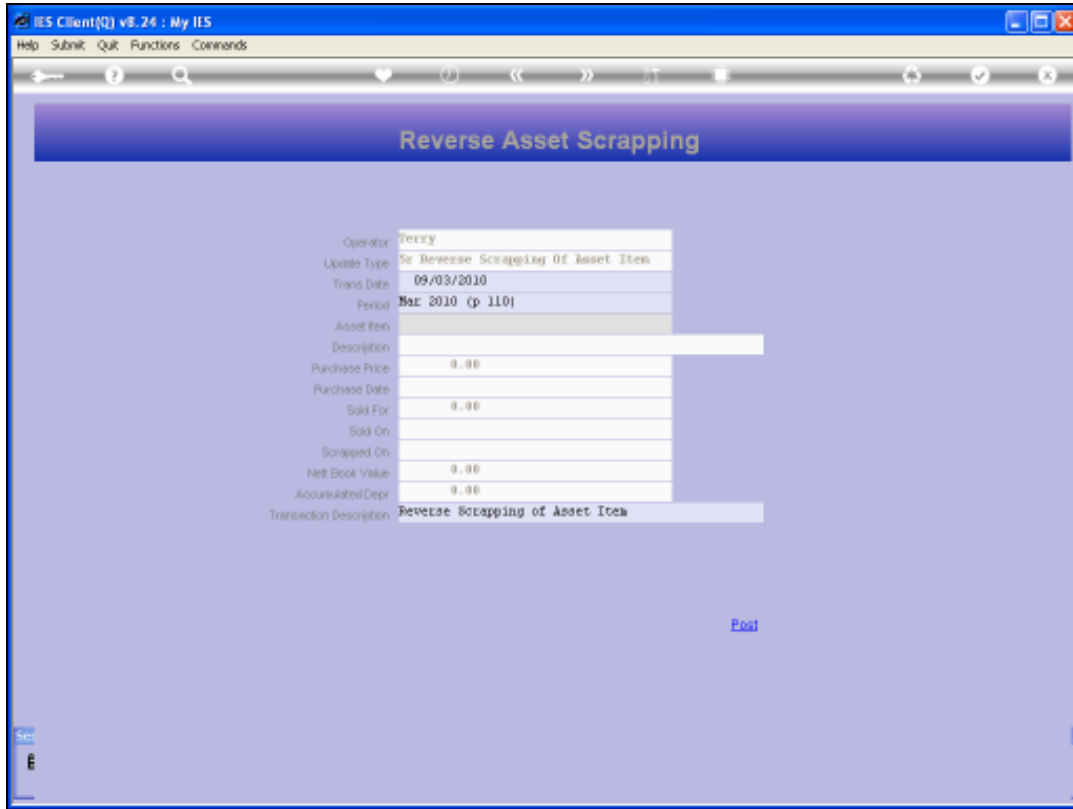 IES Client(Q) v8.24 : My IES
Help Submit Quit Functions Commands
Reverse Asset Scrapping
Operator Terry
Update Type 5r Reverse Scrapping Of Asset Item
Trans Date 09/03/2010
Period Mar 2010 (p 110)
Asset Item
Description
Purchase Price 0.00
Purchase Date
Sold For 0.00
Sold On
Scrapped On
Nett Book Value 0.00
Accumulated Depr 0.00
Transaction Description Reverse Scrapping of Asset Item
Post
Ses